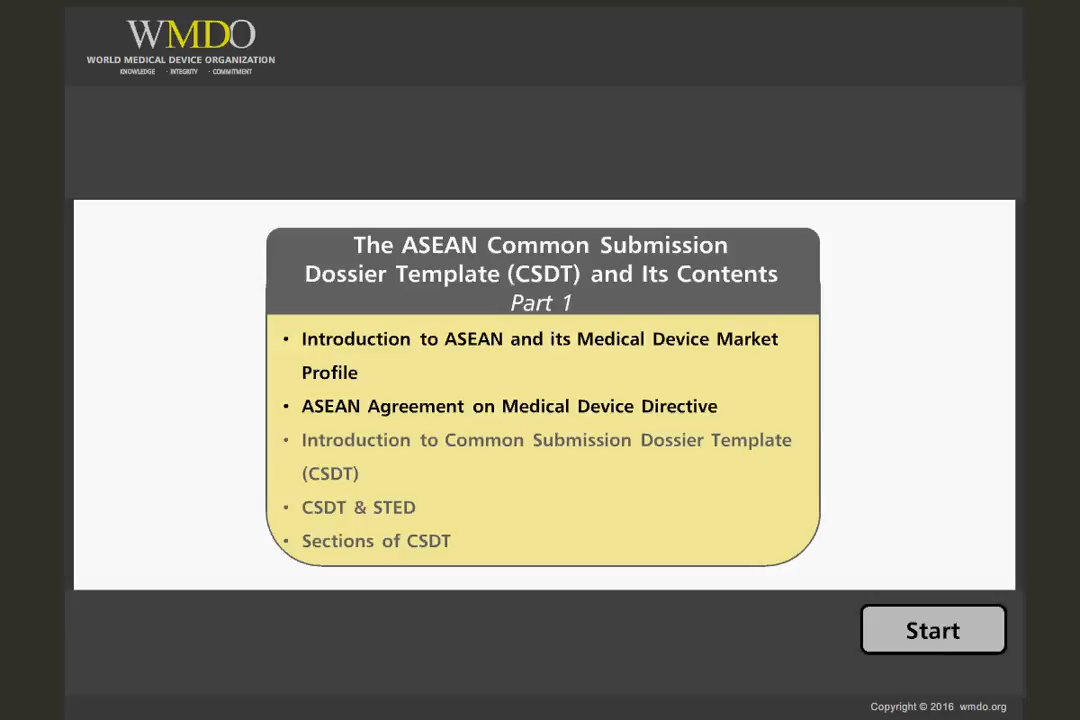 WMDO
WORLD MEDICAL DEVICE ORGANIZATION
KNOWLEDGE · INTEGRITY · COMMITMENT
The ASEAN Common Submission
Dossier Template (CSDT) and Its Contents
Part 1
• Introduction to ASEAN and its Medical Device Market
Profile
• ASEAN Agreement on Medical Device Directive
• Introduction to Common Submission Dossier Template
(CSDT)
• CSDT & STED
• Sections of CSDT
Start
Copyright © 2016 wmdo.org